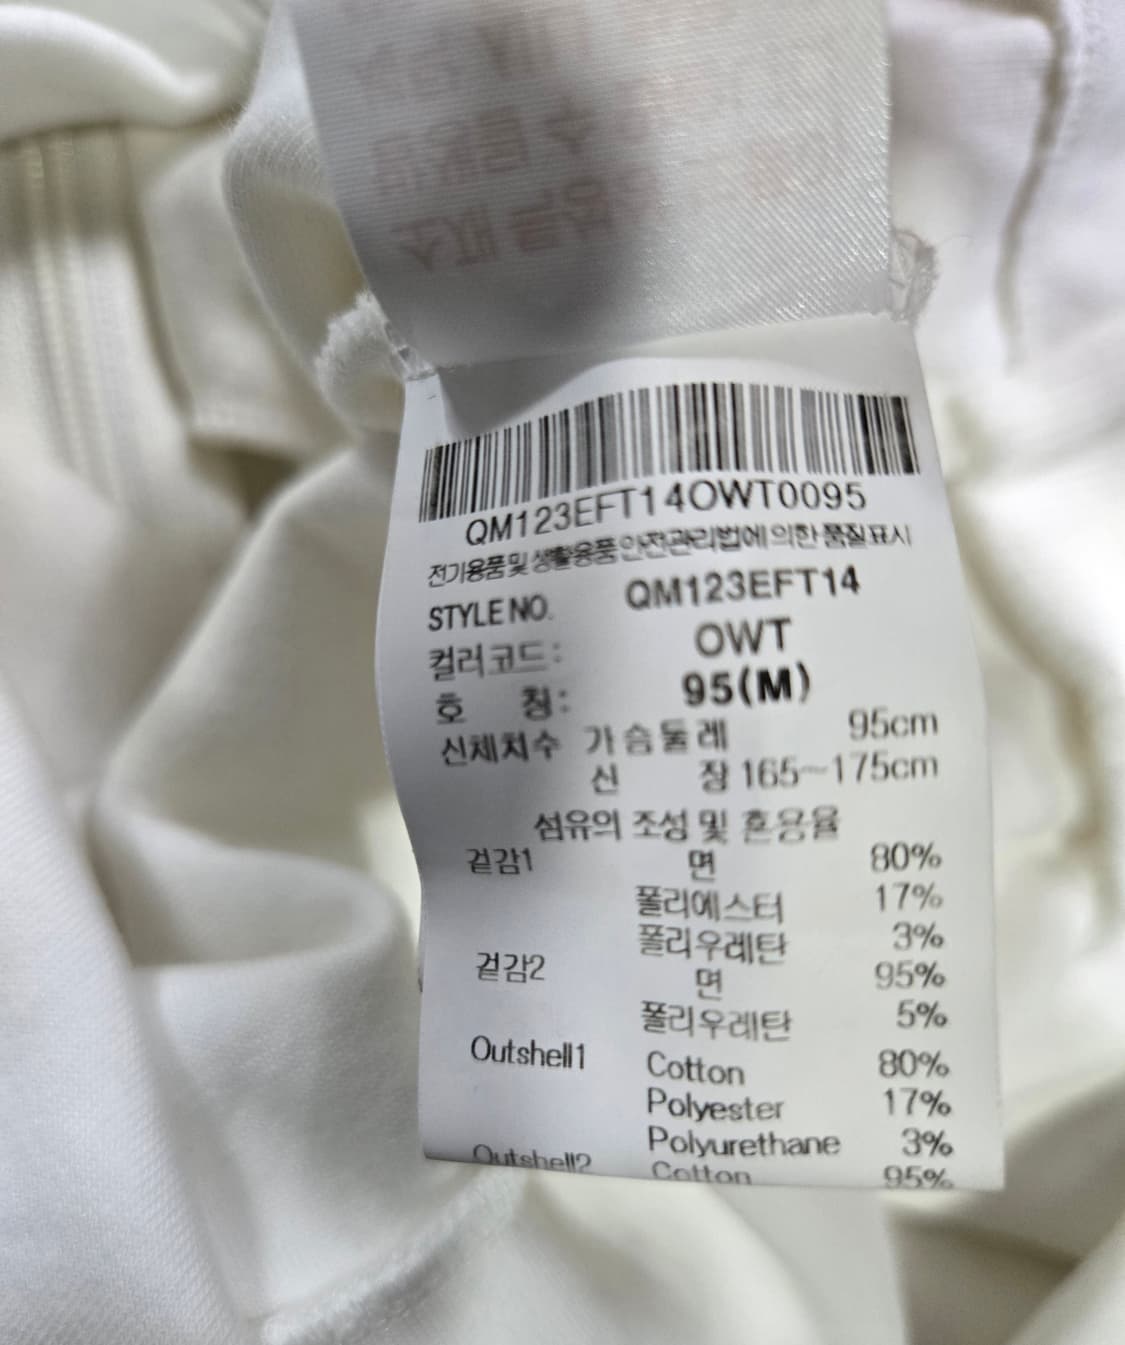 QM123EFT14OWT0095
전기용품및 생활용품 안전관리법에 의한 품질표시
STYLE NO. QM123EFT14
컬러코드: OWT
호 칭: 95(M)
신체치수 가슴둘레 95cm
신 장 165~175cm
섬유의 조성 및 혼용율
겉감1 면 80%
폴리에스터 17%
폴리우레탄 3%
겉감2 면 95%
폴리우레탄 5%
Outshell1 Cotton 80%
Polyester 17%
Polyurethane 3%
Outshell2 Cotton 95%